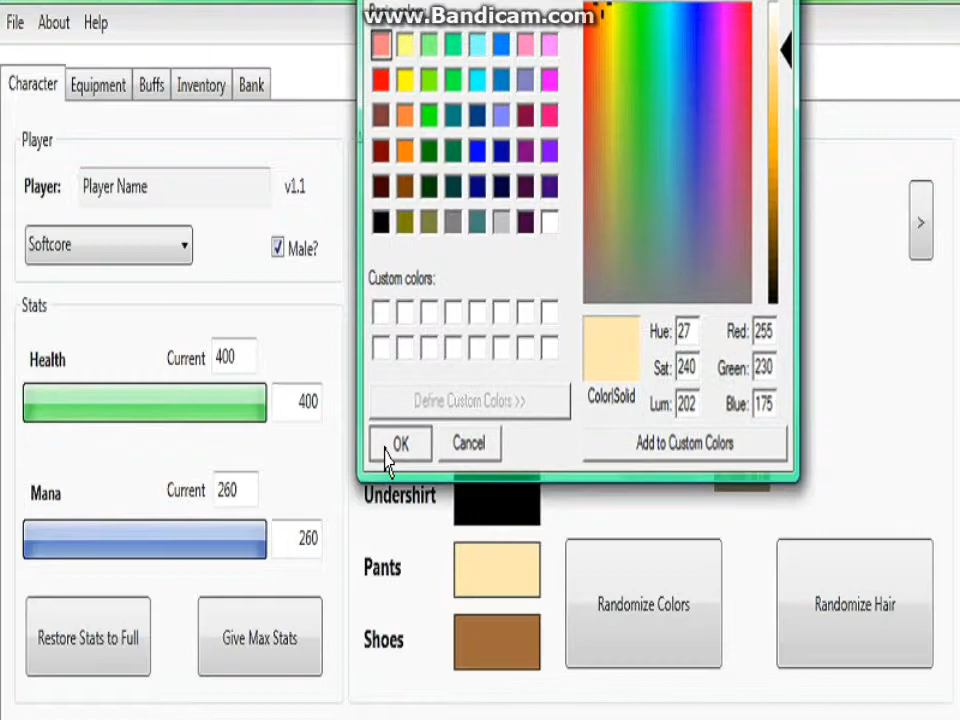 www.Bandicam.com
File About Help
Character Equipment Buffs Inventory Bank
Player
Player: Player Name v1.1
Softcore
Male?
>
Custom colors:
Stats
Health Current 400
400
Mana Current 260
260
Restore Stats to Full
Give Max Stats
Hue: 27 Red: 255
Sat: 240 Green: 230
Lum: 202 Blue: 175
Color|Solid
Define Custom Colors >>
OK Cancel Add to Custom Colors
Undershirt
Pants
Shoes
Randomize Colors
Randomize Hair